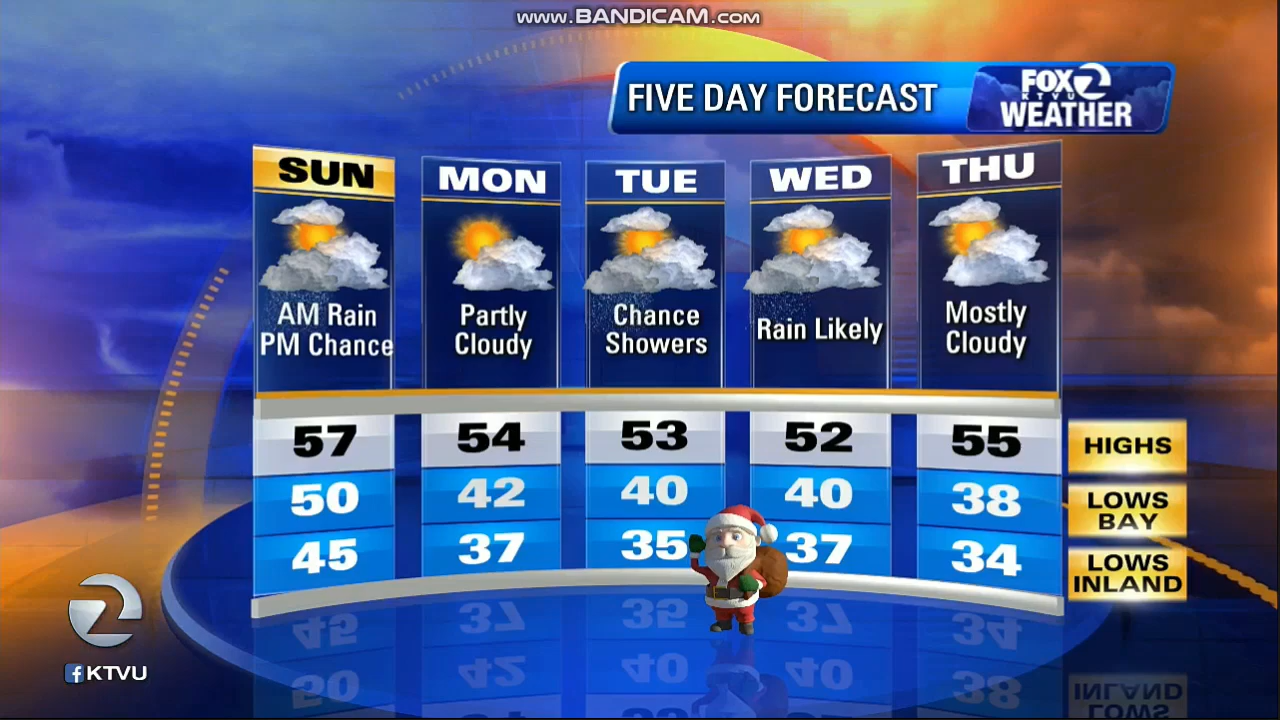 www.BANDICAM.com
FIVE DAY FORECAST
FOX 2
KTVU
WEATHER
SUN
MON
TUE
WED
THU
AM Rain
PM Chance
Partly
Cloudy
Chance
Showers
Rain Likely
Mostly
Cloudy
57 54 53 52 55 HIGHS
50 42 40 40 38 LOWS
BAY
45 37 35 37 34 LOWS
INLAND
2
f KTVU